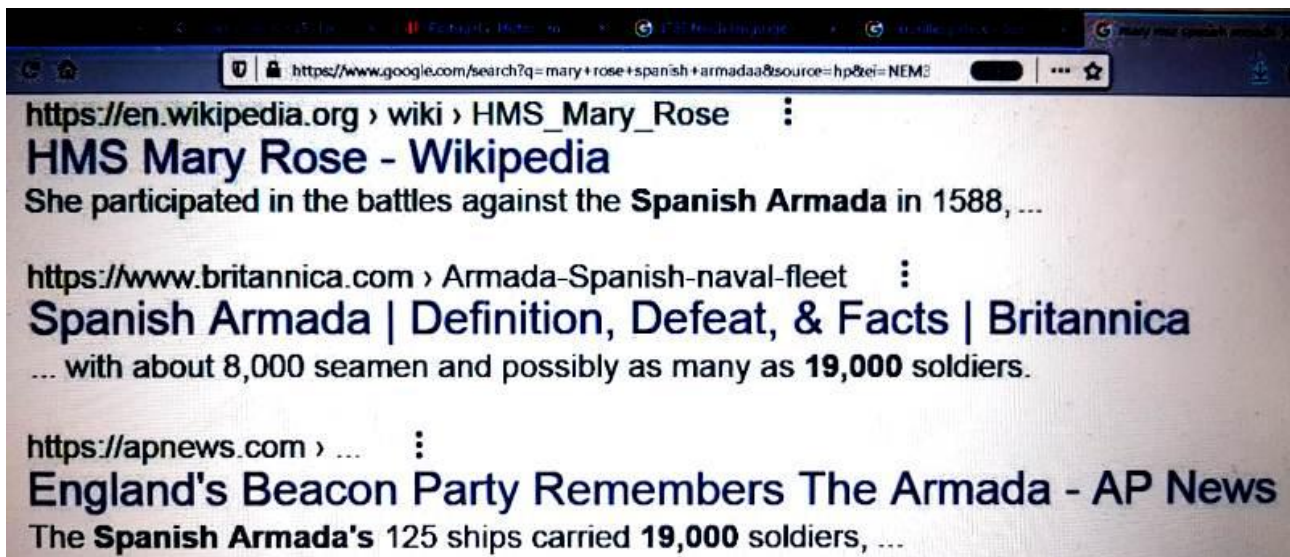 https://www.google.com/search?q=mary+rose+spanish+armadaa&source=hp&ei=NEM3
https://en.wikipedia.org › wiki › HMS_Mary_Rose
HMS Mary Rose - Wikipedia
She participated in the battles against the Spanish Armada in 1588, ...
https://www.britannica.com › Armada-Spanish-naval-fleet
Spanish Armada | Definition, Defeat, & Facts | Britannica
... with about 8,000 seamen and possibly as many as 19,000 soldiers.
https://apnews.com › ...
England's Beacon Party Remembers The Armada - AP News
The Spanish Armada's 125 ships carried 19,000 soldiers, ...